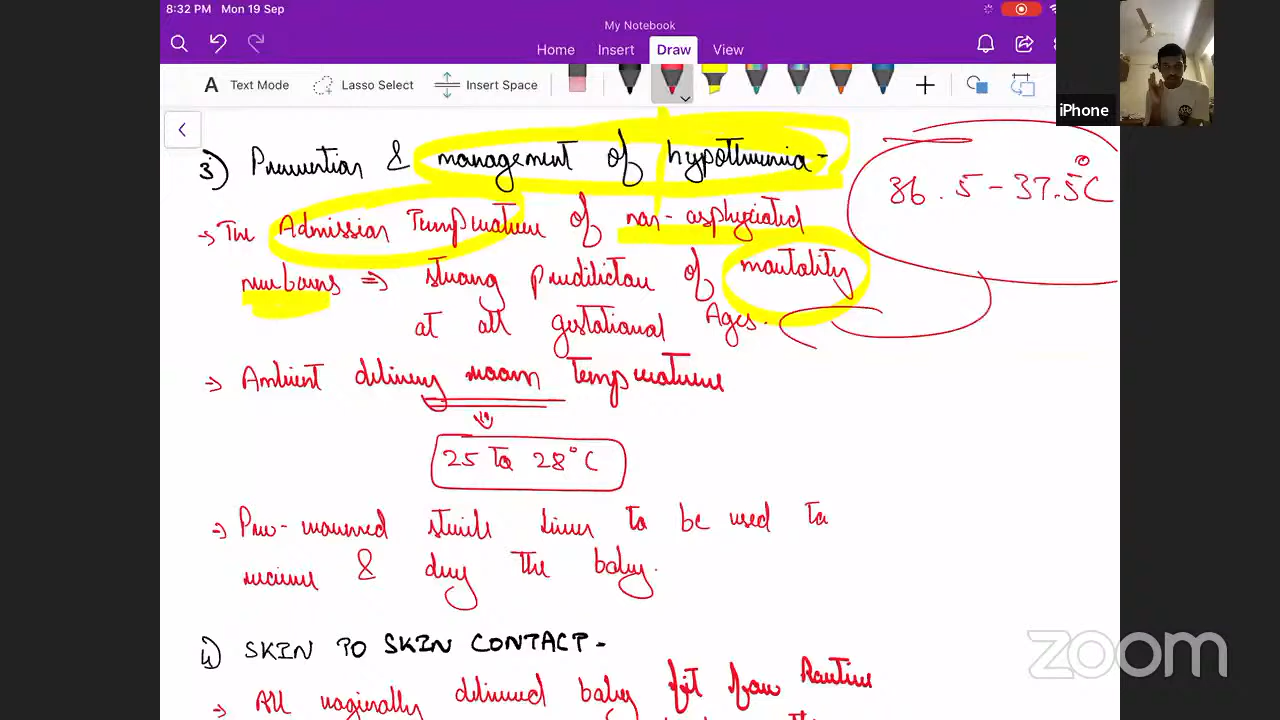 8:32 PM Mon 19 Sep
My Notebook
Home Insert Draw View
A Text Mode Lasso Select Insert Space
iPhone
3) Prevention & management of hypothermia -
36.5 - 37.5°C
→ The Admission Temperature of non-asphyxiated
newborns ⇒ strong predilictor of mortality
at all gestational Ages.
→ Ambient delivery room temperature
25 to 28°C
→ Pre-warmed sterile linen to be used to
receive & dry the baby.
4) SKIN TO SKIN CONTACT -
→ All vaginally delivered baby fit for Routine
zoom